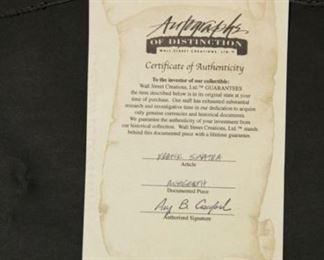 Autographs
OF DISTINCTION
WALL STREET CREATIONS, LTD.™
Certificate of Authenticity
To the investor of our collectible:
Wall Street Creations, Ltd.™ GUARANTEES
the item described below is in its original state at your
time of purchase. Our staff has exhausted substantial
research and investigative time in our dedication to acquire
only genuine currencies and historical documents.
We guarantee the authenticity of your investment from
our historical collection. Wall Street Creations, Ltd.™ stands
behind this documented piece with a lifetime guarantee.
FRANK SINATRA
Article
AUTOGRAPH
Documented Piece
Amy B.
Authorized Signature